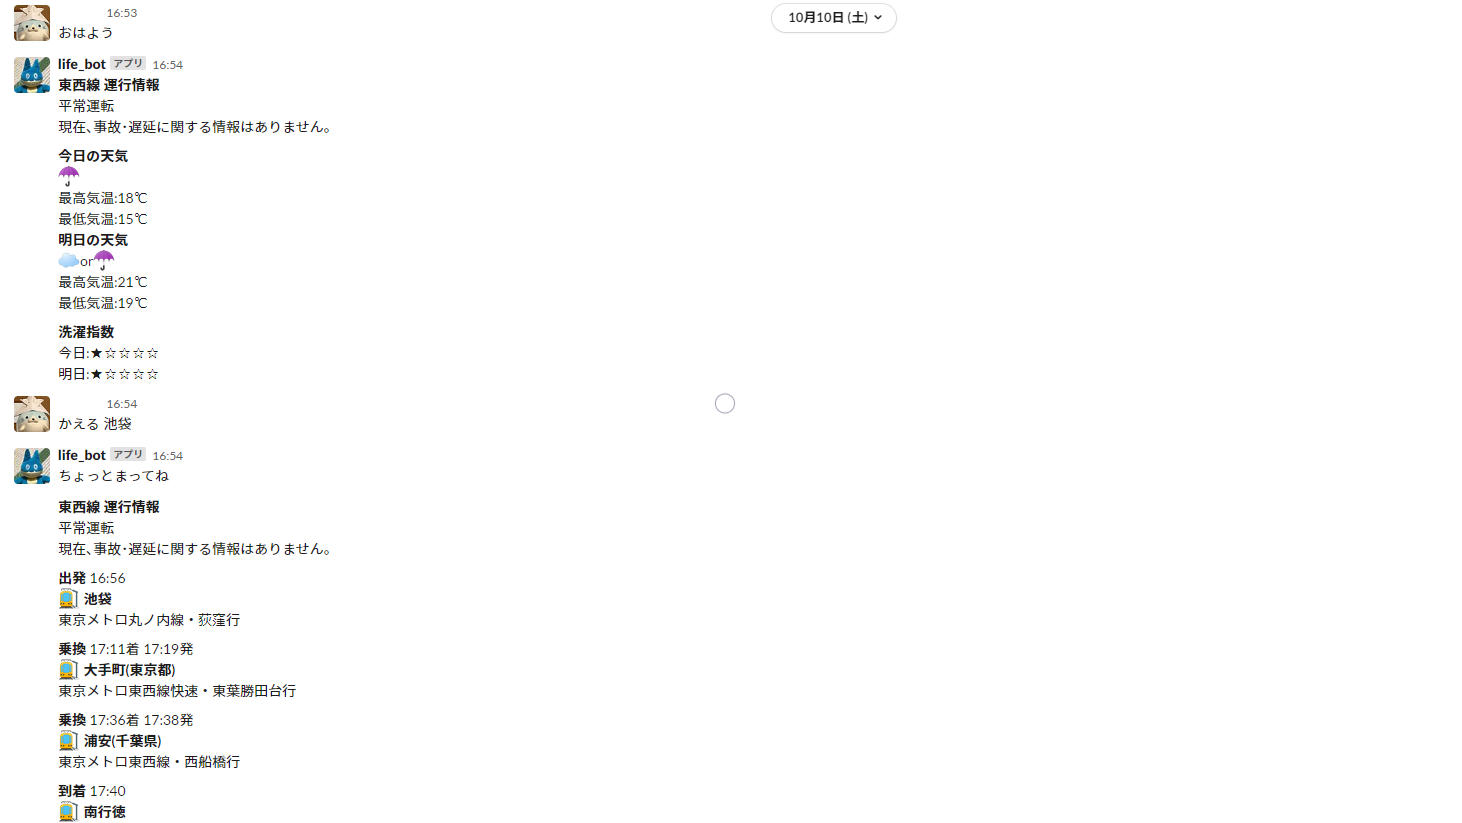 10月10日 (土)
16:53
おはよう
life_bot アプリ 16:54
東西線 運行情報
平常運転
現在、事故・遅延に関する情報はありません。
今日の天気
最高気温:18℃
最低気温:15℃
明日の天気
or
最高気温:21℃
最低気温:19℃
洗濯指数
今日:★☆☆☆☆
明日:★☆☆☆☆
16:54
かえる 池袋
life_bot アプリ 16:54
ちょっとまってね
東西線 運行情報
平常運転
現在、事故・遅延に関する情報はありません。
出発 16:56
池袋
東京メトロ丸ノ内線・荻窪行
乗換 17:11着 17:19発
大手町(東京都)
東京メトロ東西線快速・東葉勝田台行
乗換 17:36着 17:38発
浦安(千葉県)
東京メトロ東西線・西船橋行
到着 17:40
南行徳